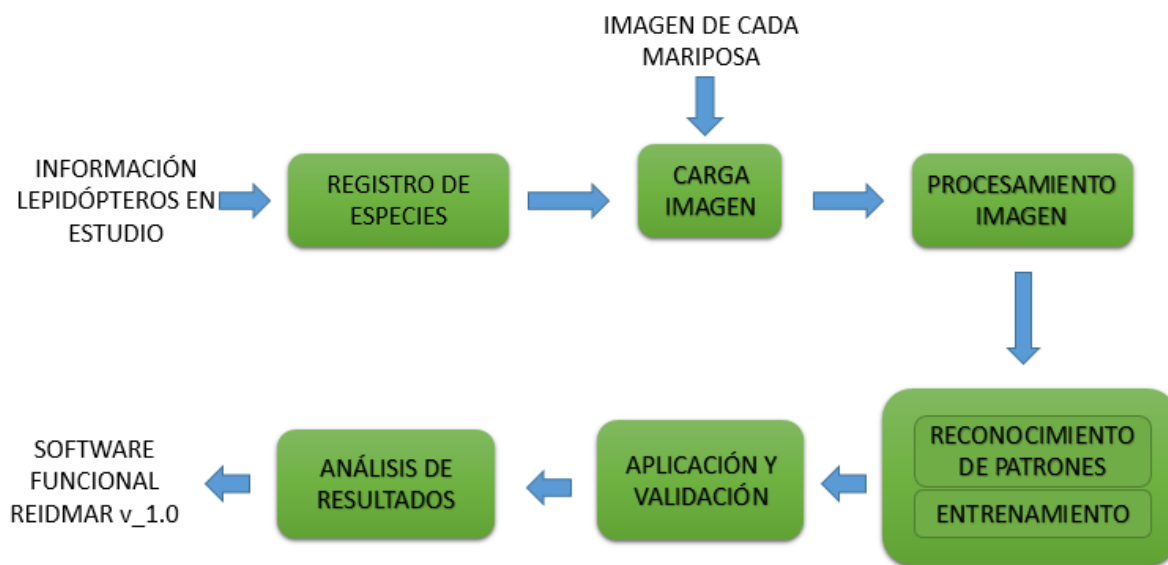 IMAGEN DE CADA
MARIPOSA
INFORMACIÓN
LEPIDÓPTEROS EN
ESTUDIO
REGISTRO DE
ESPECIES
CARGA
IMAGEN
PROCESAMIENTO
IMAGEN
RECONOCIMIENTO
DE PATRONES
ENTRENAMIENTO
APLICACIÓN Y
VALIDACIÓN
ANÁLISIS DE
RESULTADOS
SOFTWARE
FUNCIONAL
REIDMAR v_1.0